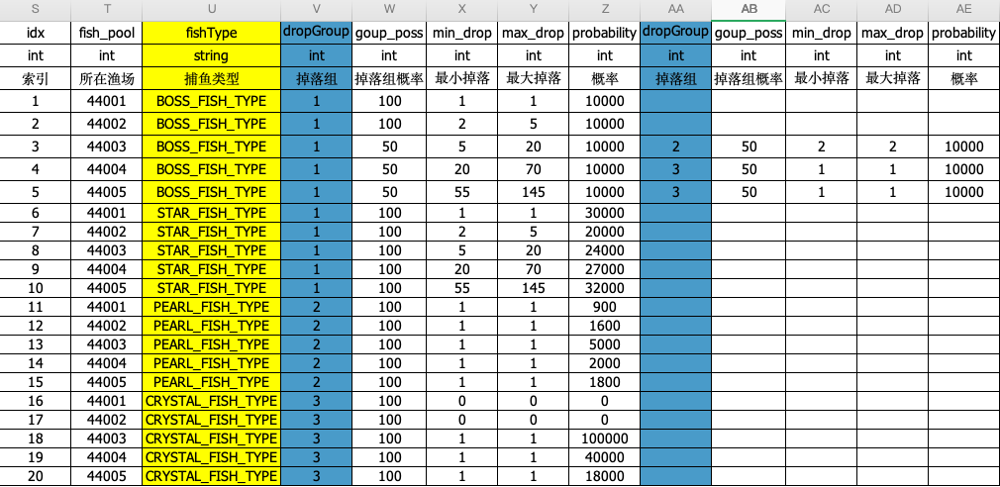 S T U V W X Y Z AA AB AC AD AE
idx fish_pool fishType dropGroup goup_poss min_drop max_drop probability dropGroup goup_poss min_drop max_drop probability
int int string int int int int int int int int int int
索引 所在渔场 捕鱼类型 掉落组 掉落组概率 最小掉落 最大掉落 概率 掉落组 掉落组概率 最小掉落 最大掉落 概率
1 44001 BOSS_FISH_TYPE 1 100 1 1 10000
2 44002 BOSS_FISH_TYPE 1 100 2 5 10000
3 44003 BOSS_FISH_TYPE 1 50 5 20 10000 2 50 2 2 10000
4 44004 BOSS_FISH_TYPE 1 50 20 70 10000 3 50 1 1 10000
5 44005 BOSS_FISH_TYPE 1 50 55 145 10000 3 50 1 1 10000
6 44001 STAR_FISH_TYPE 1 100 1 1 30000
7 44002 STAR_FISH_TYPE 1 100 2 5 20000
8 44003 STAR_FISH_TYPE 1 100 5 20 24000
9 44004 STAR_FISH_TYPE 1 100 20 70 27000
10 44005 STAR_FISH_TYPE 1 100 55 145 32000
11 44001 PEARL_FISH_TYPE 2 100 1 1 900
12 44002 PEARL_FISH_TYPE 2 100 1 1 1600
13 44003 PEARL_FISH_TYPE 2 100 1 1 5000
14 44004 PEARL_FISH_TYPE 2 100 1 1 2000
15 44005 PEARL_FISH_TYPE 2 100 1 1 1800
16 44001 CRYSTAL_FISH_TYPE 3 100 0 0 0
17 44002 CRYSTAL_FISH_TYPE 3 100 0 0 0
18 44003 CRYSTAL_FISH_TYPE 3 100 1 1 100000
19 44004 CRYSTAL_FISH_TYPE 3 100 1 1 40000
20 44005 CRYSTAL_FISH_TYPE 3 100 1 1 18000